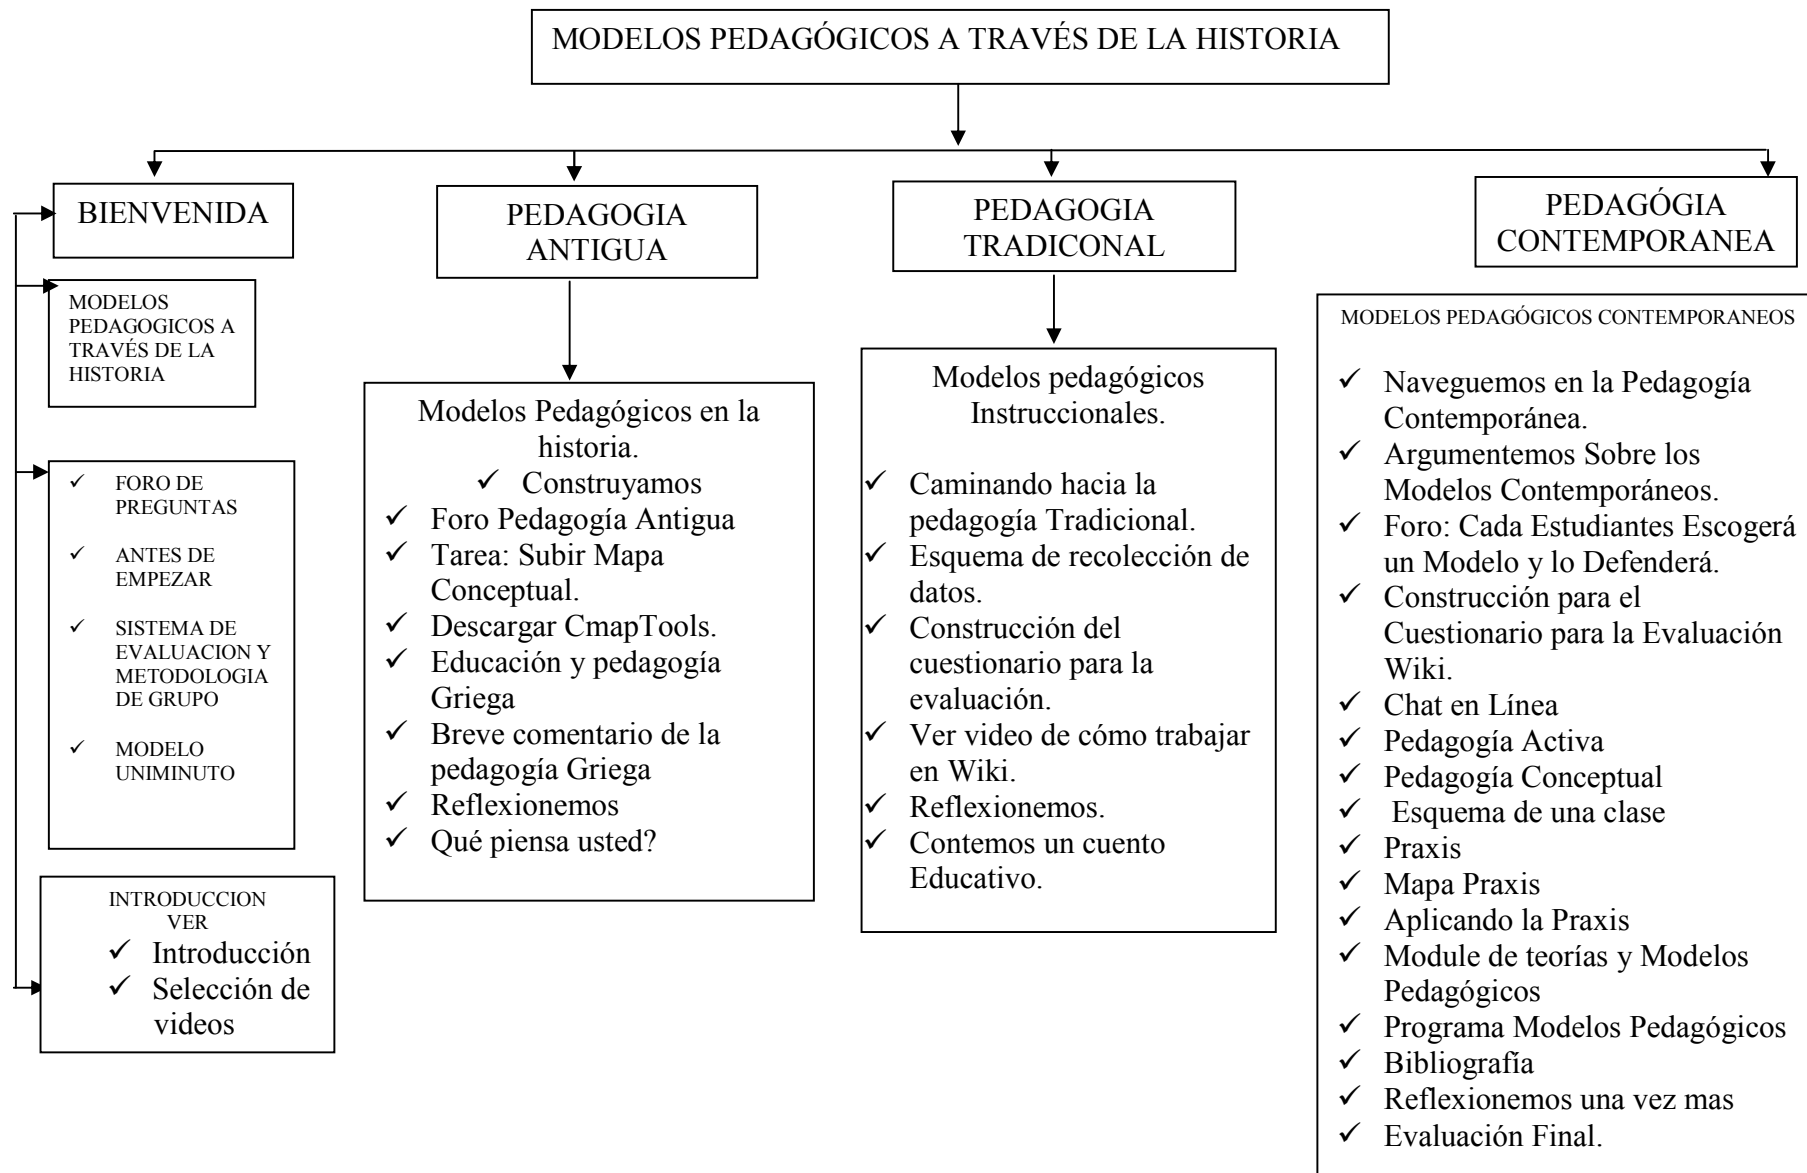 MODELOS PEDAGÓGICOS A TRAVÉS DE LA HISTORIA
BIENVENIDA
MODELOS
PEDAGOGICOS A
TRAVÉS DE LA
HISTORIA
✓ FORO DE
PREGUNTAS
✓ ANTES DE
EMPEZAR
✓ SISTEMA DE
EVALUACION Y
METODOLOGIA
DE GRUPO
✓ MODELO
UNIMINUTO
INTRODUCCION
VER
✓ Introducción
✓ Selección de
videos
PEDAGOGIA
ANTIGUA
Modelos Pedagógicos en la
historia.
✓ Construyamos
✓ Foro Pedagogía Antigua
✓ Tarea: Subir Mapa
Conceptual.
✓ Descargar CmapTools.
✓ Educación y pedagogía
Griega
✓ Breve comentario de la
pedagogía Griega
✓ Reflexionemos
✓ Qué piensa usted?
PEDAGOGIA
TRADICONAL
Modelos pedagógicos
Instruccionales.
✓ Caminando hacia la
pedagogía Tradicional.
✓ Esquema de recolección de
datos.
✓ Construcción del
cuestionario para la
evaluación.
✓ Ver video de cómo trabajar
en Wiki.
✓ Reflexionemos.
✓ Contemos un cuento
Educativo.
PEDAGÓGIA
CONTEMPORANEA
MODELOS PEDAGÓGICOS CONTEMPORANEOS
✓ Naveguemos en la Pedagogía
Contemporánea.
✓ Argumentemos Sobre los
Modelos Contemporáneos.
✓ Foro: Cada Estudiantes Escogerá
un Modelo y lo Defenderá.
✓ Construcción para el
Cuestionario para la Evaluación
Wiki.
✓ Chat en Línea
✓ Pedagogía Activa
✓ Pedagogía Conceptual
✓ Esquema de una clase
✓ Praxis
✓ Mapa Praxis
✓ Aplicando la Praxis
✓ Module de teorías y Modelos
Pedagógicos
✓ Programa Modelos Pedagógicos
✓ Bibliografía
✓ Reflexionemos una vez mas
✓ Evaluación Final.